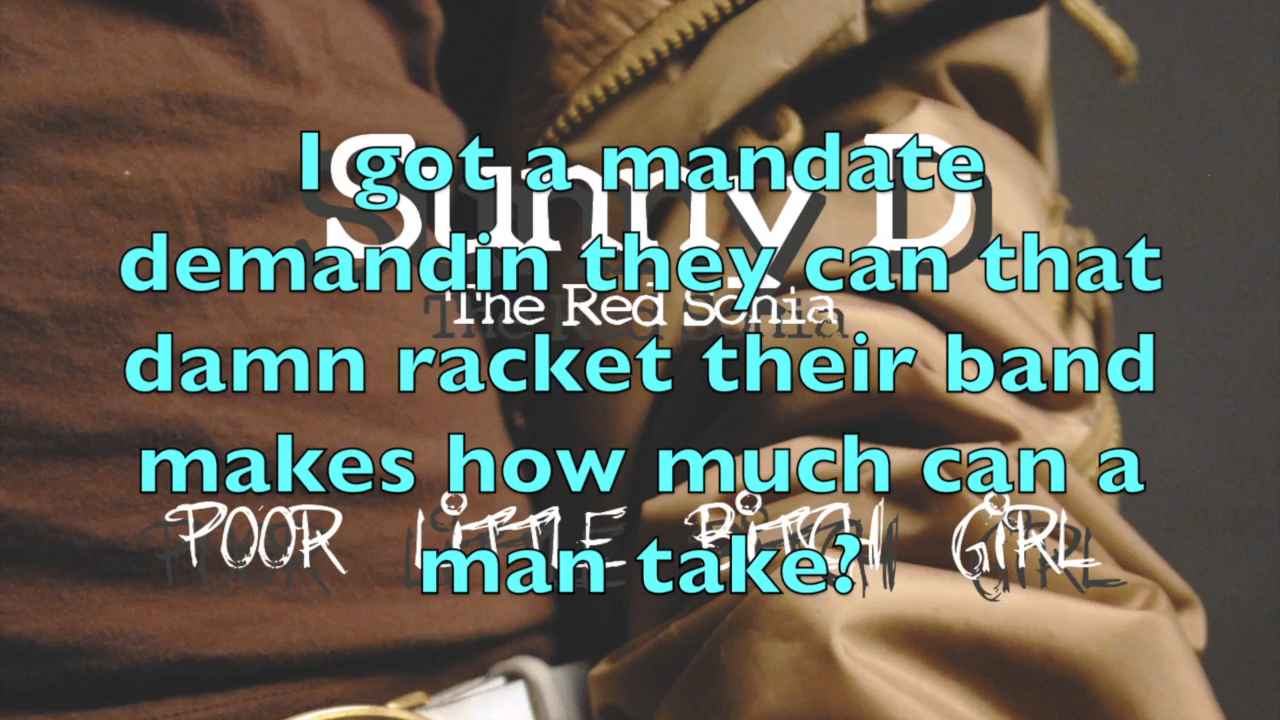 I got a mandate
Sunny D
demandin they can that
The Red Sonia
damn racket their band
makes how much can a
POOR LiTTLE BiTCH GiRL
man take?